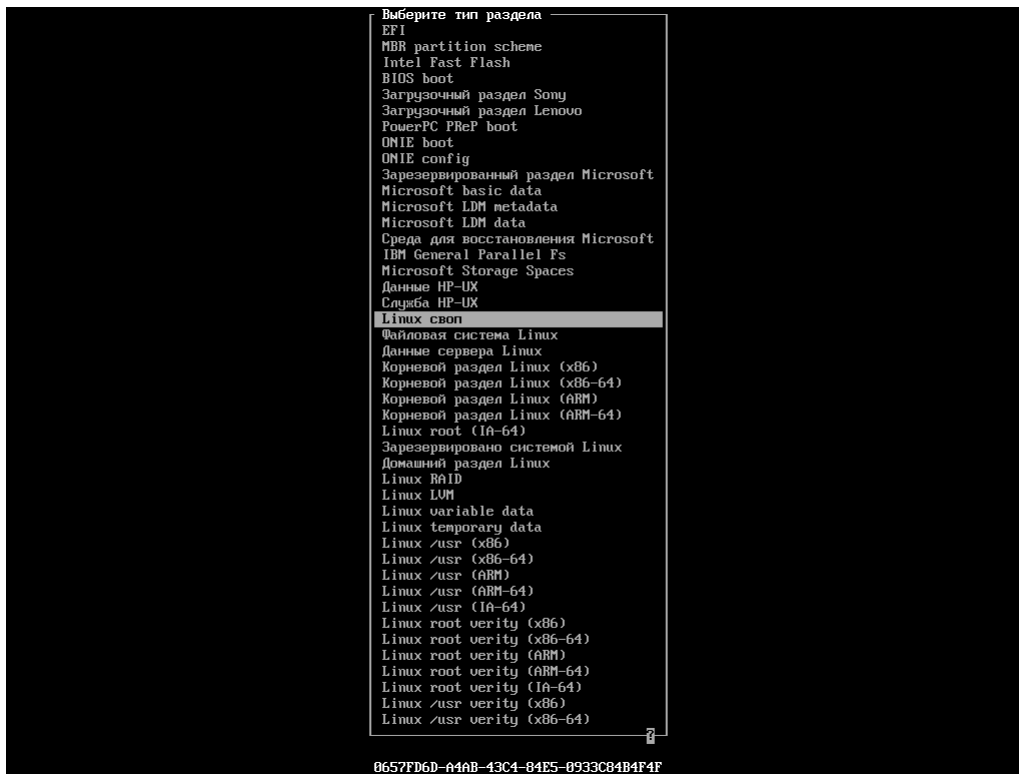 Выберите тип раздела
EFI
MBR partition scheme
Intel Fast Flash
BIOS boot
Загрузочный раздел Sony
Загрузочный раздел Lenovo
PowerPC PReP boot
ONIE boot
ONIE config
Зарезервированный раздел Microsoft
Microsoft basic data
Microsoft LDM metadata
Microsoft LDM data
Среда для восстановления Microsoft
IBM General Parallel Fs
Microsoft Storage Spaces
Данные HP-UX
Служба HP-UX
Linux своп
Файловая система Linux
Данные сервера Linux
Корневой раздел Linux (x86)
Корневой раздел Linux (x86-64)
Корневой раздел Linux (ARM)
Корневой раздел Linux (ARM-64)
Linux root (IA-64)
Зарезервировано системой Linux
Домашний раздел Linux
Linux RAID
Linux LVM
Linux variable data
Linux temporary data
Linux /usr (x86)
Linux /usr (x86-64)
Linux /usr (ARM)
Linux /usr (ARM-64)
Linux /usr (IA-64)
Linux root verity (x86)
Linux root verity (x86-64)
Linux root verity (ARM)
Linux root verity (ARM-64)
Linux root verity (IA-64)
Linux /usr verity (x86)
Linux /usr verity (x86-64)
?
0657FD6D-A4AB-43C4-84E5-0933C84B4F4F